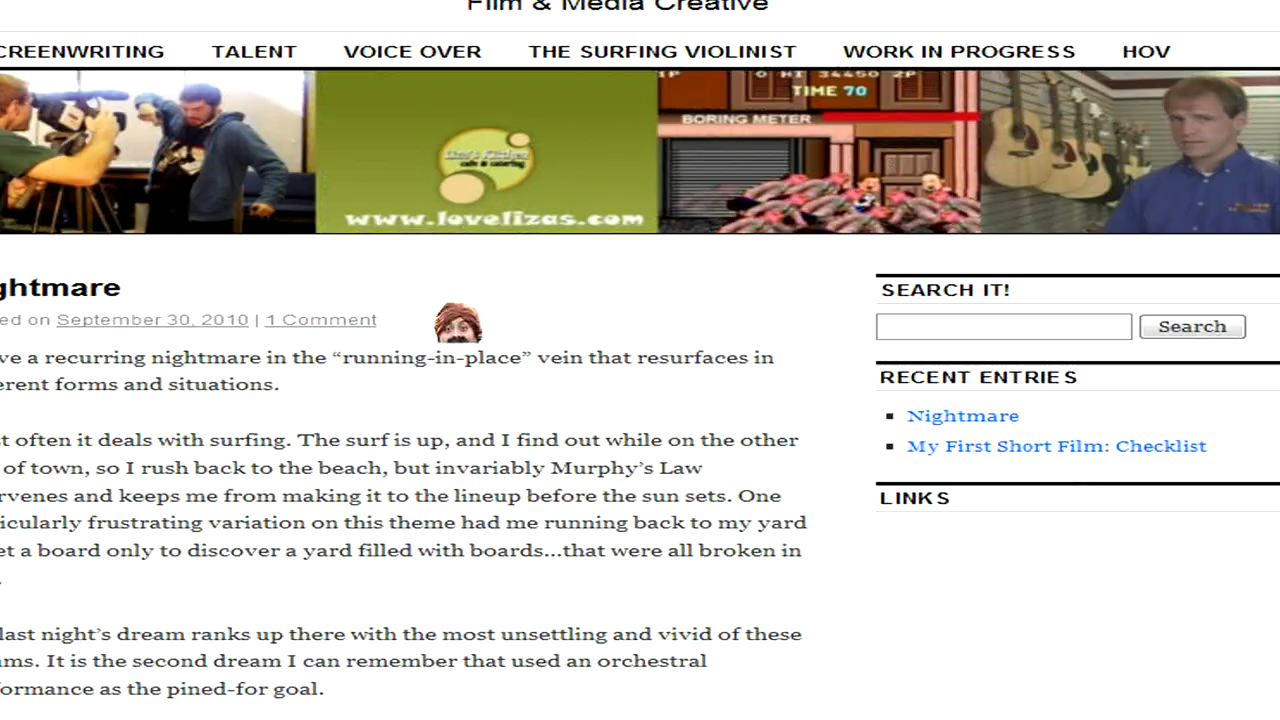 Film & Media Creative
CREENWRITING TALENT VOICE OVER THE SURFING VIOLINIST WORK IN PROGRESS HOV
1P 0 HI 34450 2P
TIME 70
BORING METER
www.lovelizas.com
ghtmare
ed on September 30, 2010 | 1 Comment
ve a recurring nightmare in the “running-in-place” vein that resurfaces in
erent forms and situations.
t often it deals with surfing. The surf is up, and I find out while on the other
of town, so I rush back to the beach, but invariably Murphy’s Law
rvenes and keeps me from making it to the lineup before the sun sets. One
icularly frustrating variation on this theme had me running back to my yard
et a board only to discover a yard filled with boards...that were all broken in
.
last night’s dream ranks up there with the most unsettling and vivid of these
ms. It is the second dream I can remember that used an orchestral
formance as the pined-for goal.
SEARCH IT!
Search
RECENT ENTRIES
Nightmare
My First Short Film: Checklist
LINKS